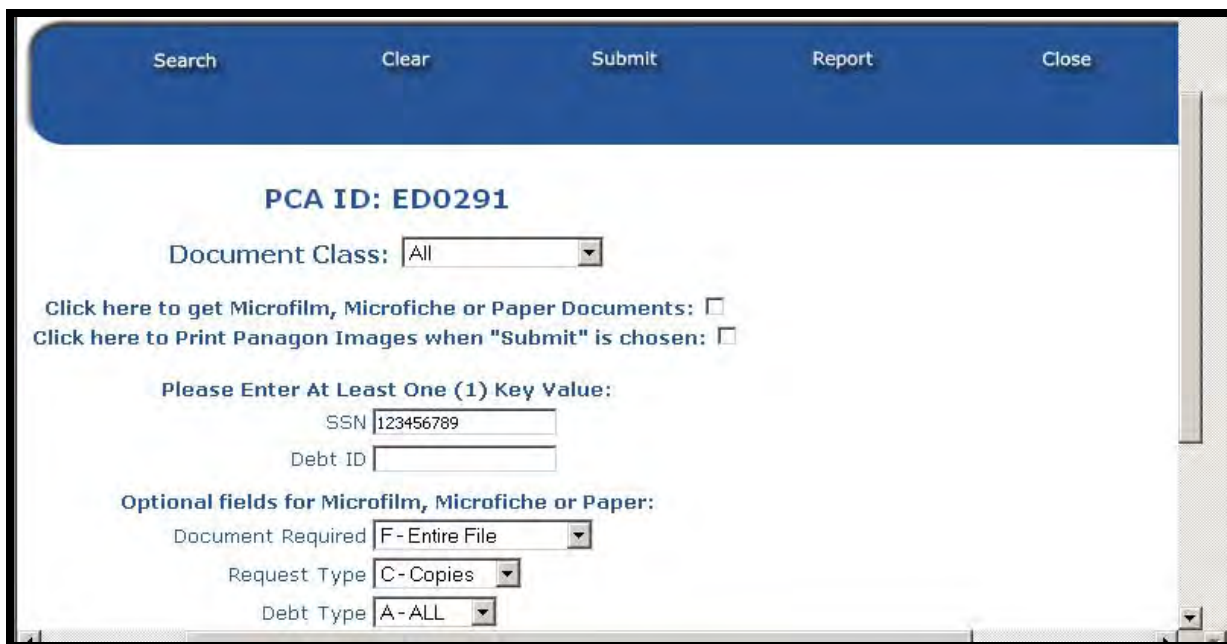 Search Clear Submit Report Close
PCA ID: ED0291
Document Class: All
Click here to get Microfilm, Microfiche or Paper Documents:
Click here to Print Panagon Images when "Submit" is chosen:
Please Enter At Least One (1) Key Value:
SSN 123456789
Debt ID
Optional fields for Microfilm, Microfiche or Paper:
Document Required F - Entire File
Request Type C - Copies
Debt Type A - ALL